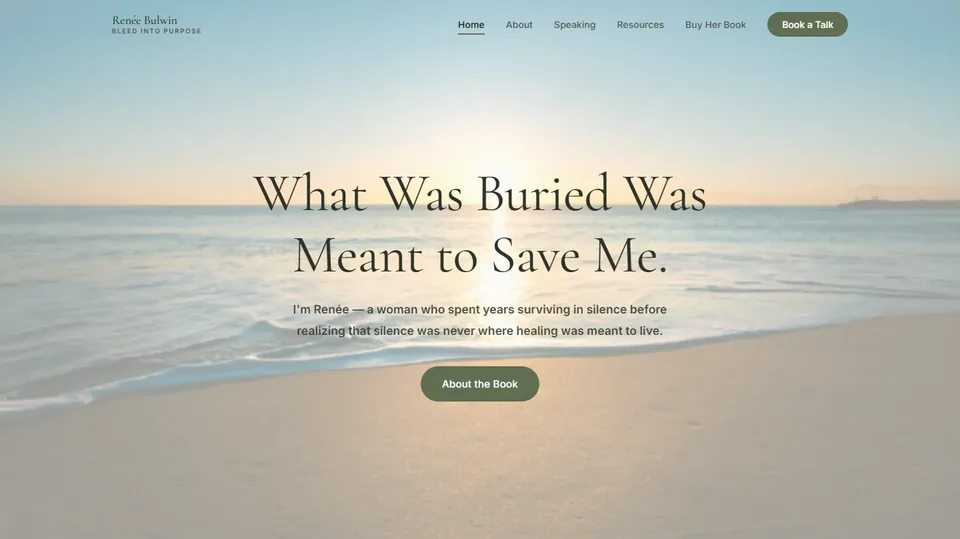 Renée Bulwin
BLEED INTO PURPOSE
Home
About
Speaking
Resources
Buy Her Book
Book a Talk
What Was Buried Was
Meant to Save Me.
I'm Renée — a woman who spent years surviving in silence before
realizing that silence was never where healing was meant to live.
About the Book